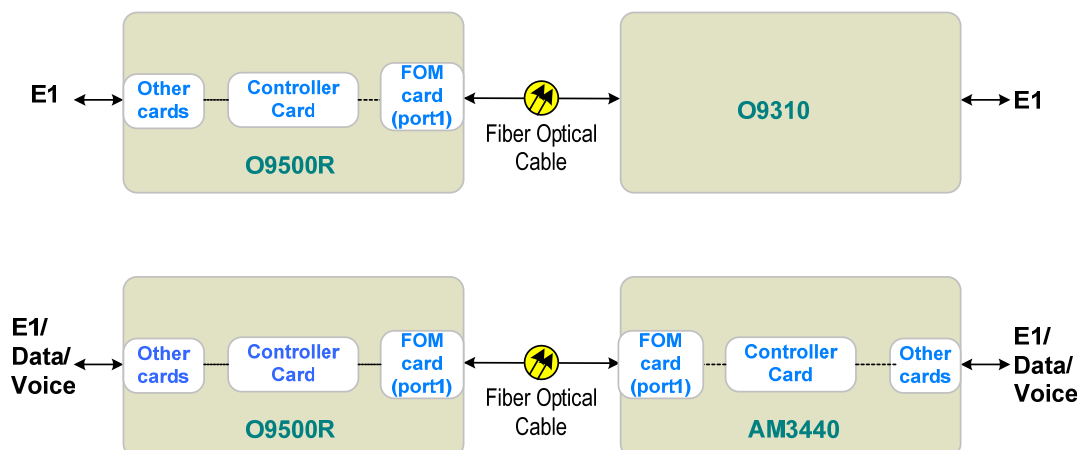 E1
Other
cards
Controller
Card
FOM
card
(port1)
O9500R
Fiber Optical
Cable
O9310
E1
E1/
Data/
Voice
Other
cards
Controller
Card
FOM
card
(port1)
O9500R
Fiber Optical
Cable
FOM
card
(port1)
Controller
Card
Other
cards
AM3440
E1/
Data/
Voice